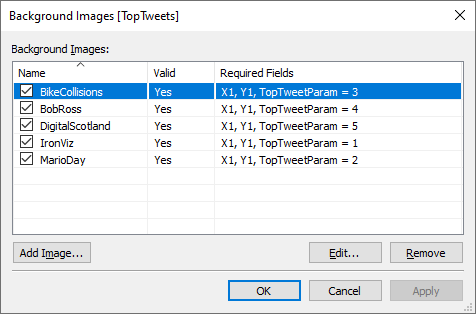 Background Images [TopTweets]
Background Images:
Name Valid Required Fields
BikeCollisions Yes X1, Y1, TopTweetParam = 3
BobRoss Yes X1, Y1, TopTweetParam = 4
DigitalScotland Yes X1, Y1, TopTweetParam = 5
IronViz Yes X1, Y1, TopTweetParam = 1
MarioDay Yes X1, Y1, TopTweetParam = 2
Add Image... Edit... Remove
OK Cancel Apply